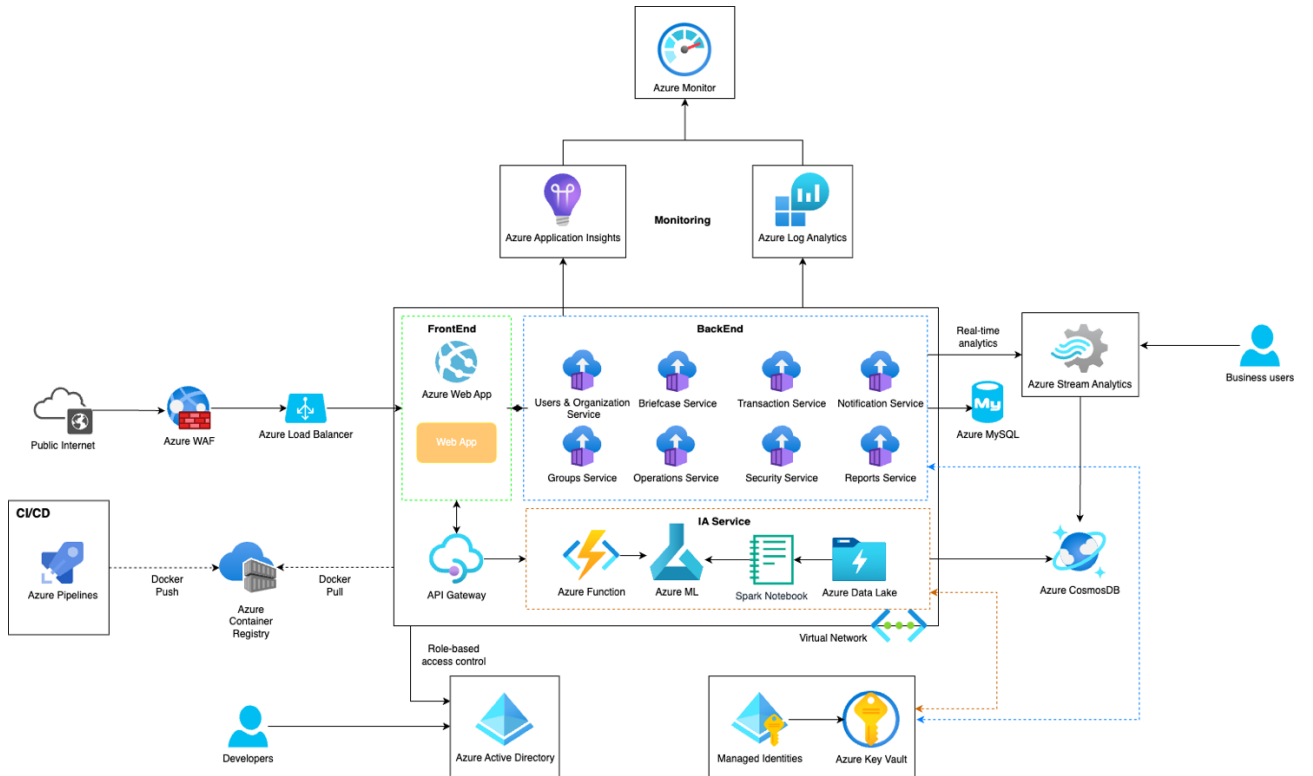 Azure Monitor
Azure Application Insights
Monitoring
Azure Log Analytics
FrontEnd
Azure Web App
Web App
BackEnd
Users & Organization
Service
Briefcase Service
Transaction Service
Notification Service
Groups Service
Operations Service
Security Service
Reports Service
Real-time
analytics
Azure Stream Analytics
Business users
My
Azure MySQL
Public Internet
Azure WAF
Azure Load Balancer
CI/CD
Azure Pipelines
Docker
Push
Azure
Container
Registry
Docker
Pull
API Gateway
IA Service
Azure Function
Azure ML
Spark Notebook
Azure Data Lake
Azure CosmosDB
Virtual Network
Role-based
access control
Developers
Azure Active Directory
Managed Identities
Azure Key Vault